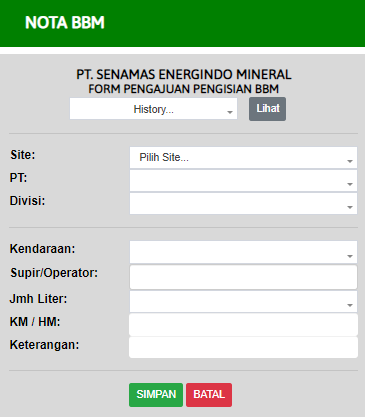 NOTA BBM
PT. SENAMAS ENERGINDO MINERAL
FORM PENGAJUAN PENGISIAN BBM
History... Lihat
Site: Pilih Site...
PT:
Divisi:
Kendaraan:
Supir/Operator:
Jmh Liter:
KM / HM:
Keterangan:
SIMPAN BATAL